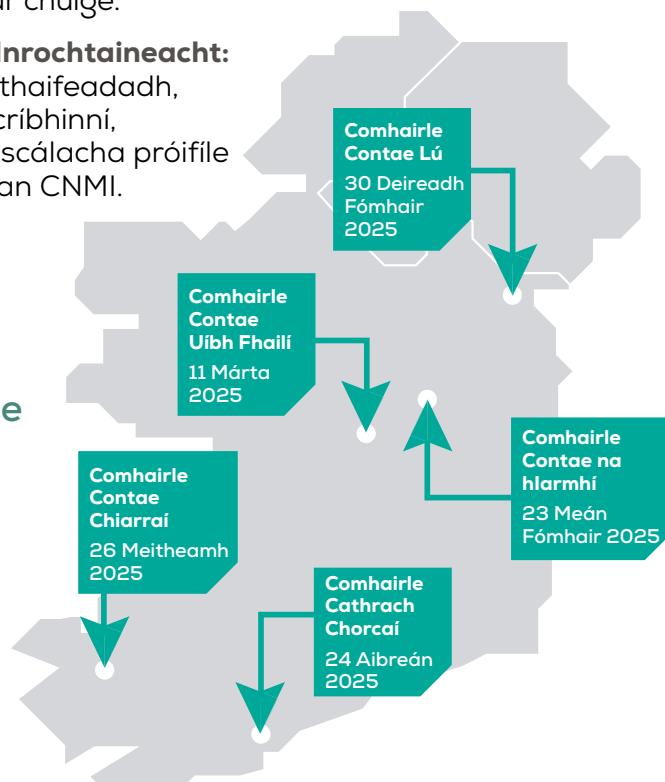 ar chuige.
Inrochtaineacht:
thaifeadadh,
críbhinní,
scálacha próifíle
an CNMI.
Comhairle
Contae Lú
30 Deireadh
Fómhair
2025
Comhairle
Contae
Uíbh Fhailí
11 Márta
2025
e
Comhairle
Contae na
hIarmhí
23 Meán
Fómhair 2025
Comhairle
Contae
Chiarraí
26 Meitheamh
2025
Comhairle
Cathrach
Chorcaí
24 Aibreán
2025